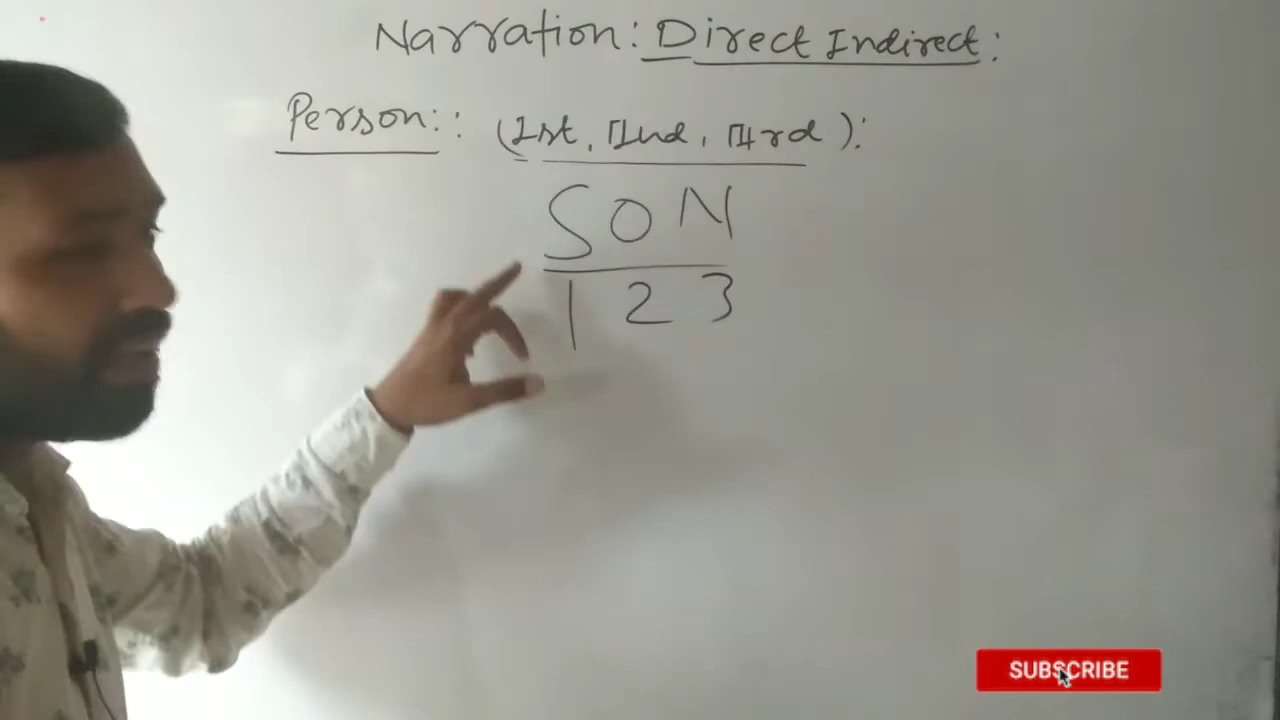 Narration: Direct Indirect:
Person:: (Ist, IInd, IIIrd):
SON
1 2 3
SUBSCRIBE